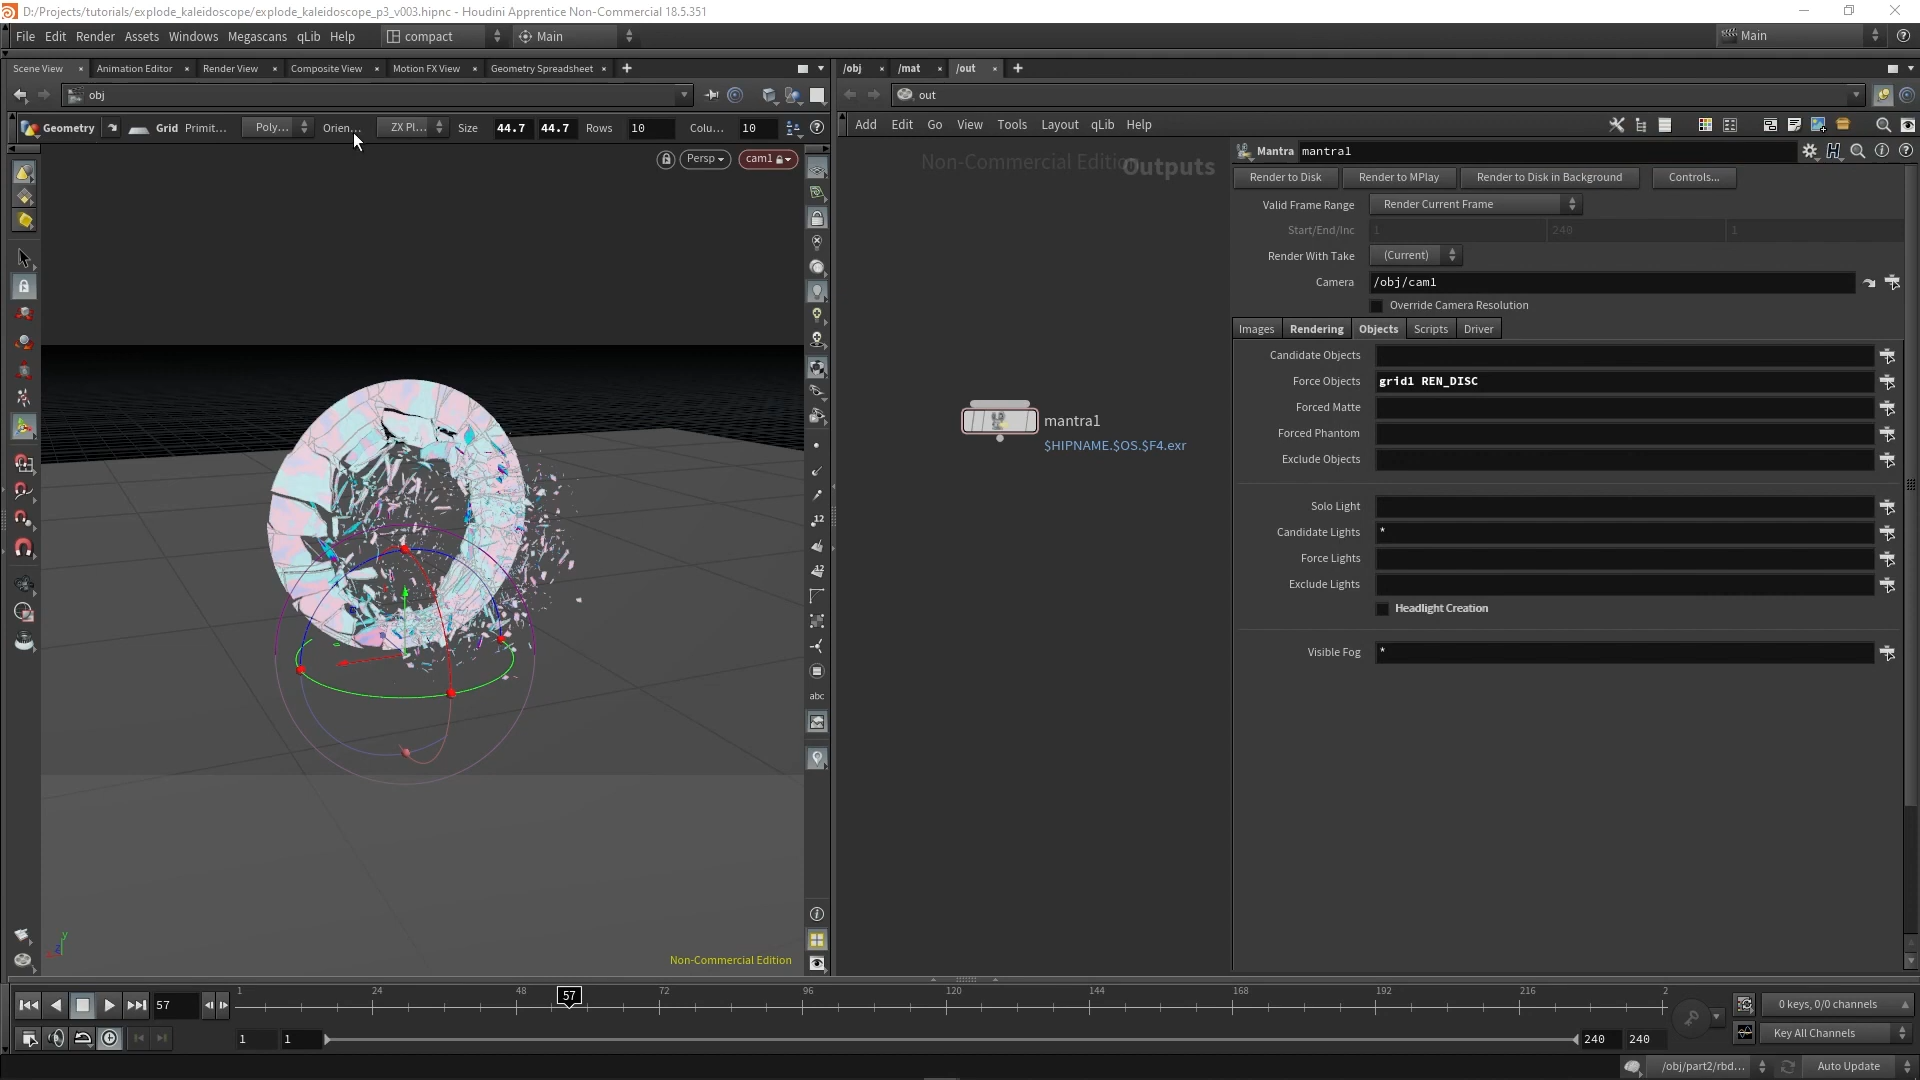 D:/Projects/tutorials/explode_kaleidoscope/explode_kaleidoscope_p3_v003.hipnc - Houdini Apprentice Non-Commercial 18.5.351
File Edit Render Assets Windows Megascans qLib Help compact Main Main
Scene View Animation Editor Render View Composite View Motion FX View Geometry Spreadsheet /obj /mat /out
obj out
Geometry Grid Primit... Poly... Orien... ZX Pl... Size 44.7 44.7 Rows 10 Colu... 10
Add Edit Go View Tools Layout qLib Help
Persp cam1
Non-Commercial Edition Outputs
Mantra mantra1
Render to Disk Render to MPlay Render to Disk in Background Controls...
Valid Frame Range Render Current Frame
Start/End/Inc 1 240 1
Render With Take (Current)
Camera /obj/cam1
Override Camera Resolution
Images Rendering Objects Scripts Driver
Candidate Objects
Force Objects grid1 REN_DISC
Forced Matte
Forced Phantom
Exclude Objects
Solo Light
Candidate Lights *
Force Lights
Exclude Lights
Headlight Creation
Visible Fog *
mantra1
$HIPNAME.$OS.$F4.exr
12
12
abc
y
Non-Commercial Edition
57 1 24 48 57 72 96 120 144 168 192 216 2
0 keys, 0/0 channels
1 1 240 240 Key All Channels
/obj/part2/rbd... Auto Update